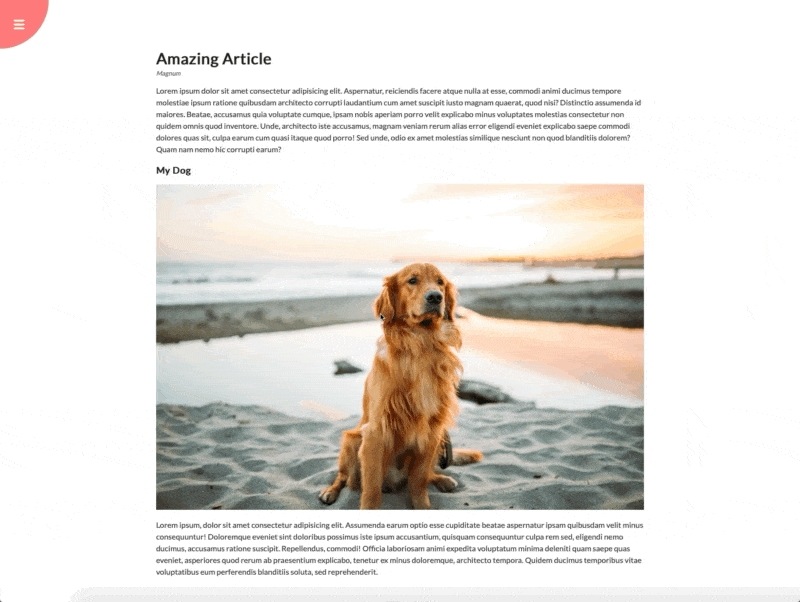 Amazing Article
Magnum
Lorem ipsum dolor sit amet consectetur adipisicing elit. Aspernatur, reiciendis facere atque nulla at esse, commodi animi ducimus tempore
molestiae ipsum ratione quibusdam architecto corrupti laudantium cum amet suscipit iusto magnam quaerat, quod nisi? Distinctio assumenda id
maiores. Beatae, accusamus quia voluptate cumque, ipsam nobis aperiam porro velit explicabo minus voluptates molestias consectetur non
quidem omnis quod inventore. Unde, architecto iste accusamus, magnam veniam rerum alias error eligendi eveniet explicabo saepe commodi
dolores quas sit, culpa earum cum quasi itaque quod porro! Sed unde, odio ex amet molestias similique nesciunt non quod blanditiis dolorem?
Quam nam nemo hic corrupti earum?
My Dog
Lorem ipsum, dolor sit amet consectetur adipisicing elit. Assumenda earum optio esse cupiditate beatae aspernatur ipsam quibusdam velit minus
consequuntur! Doloremque eveniet sint doloribus possimus iste ipsum accusantium, quisquam consequuntur culpa rem sed, eligendi nemo
ducimus, accusamus ratione suscipit. Repellendus, commodi! Officia laboriosam animi expedita voluptatum minima deleniti quam saepe quas
eveniet, asperiores quod rerum ab praesentium explicabo, tenetur ex minus doloremque, architecto tempora. Quidem ducimus temporibus vitae
voluptatibus eum perferendis blanditiis soluta, sed reprehenderit.